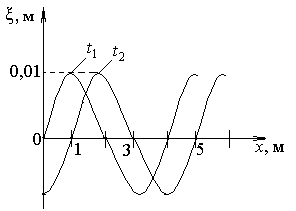 ξ, м
t₁ t₂
0,01
0
1 3 5 x, м